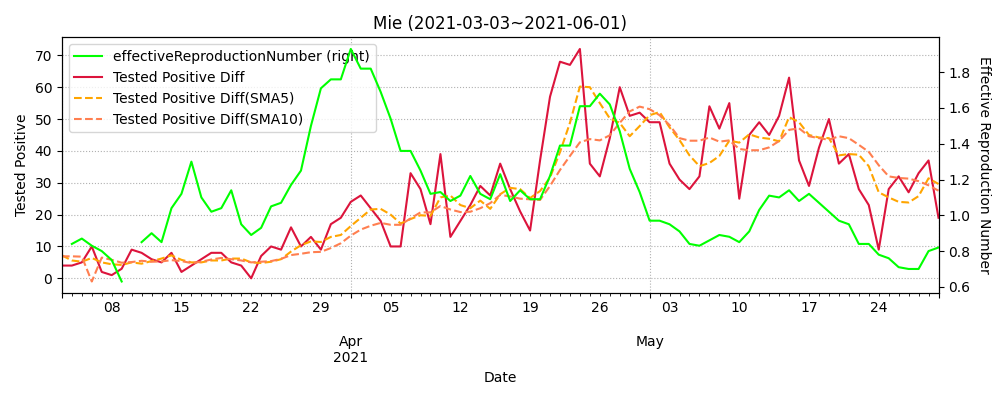 Mie (2021-03-03~2021-06-01)
effectiveReproductionNumber (right)
Tested Positive Diff
Tested Positive Diff(SMA5)
Tested Positive Diff(SMA10)
Tested Positive
70
60
50
40
30
20
10
0
1.8
1.6
1.4
1.2
1.0
0.8
0.6
Effective Reproduction Number
08 15 22 29 05 12 19 26 03 10 17 24
Apr May
2021
Date